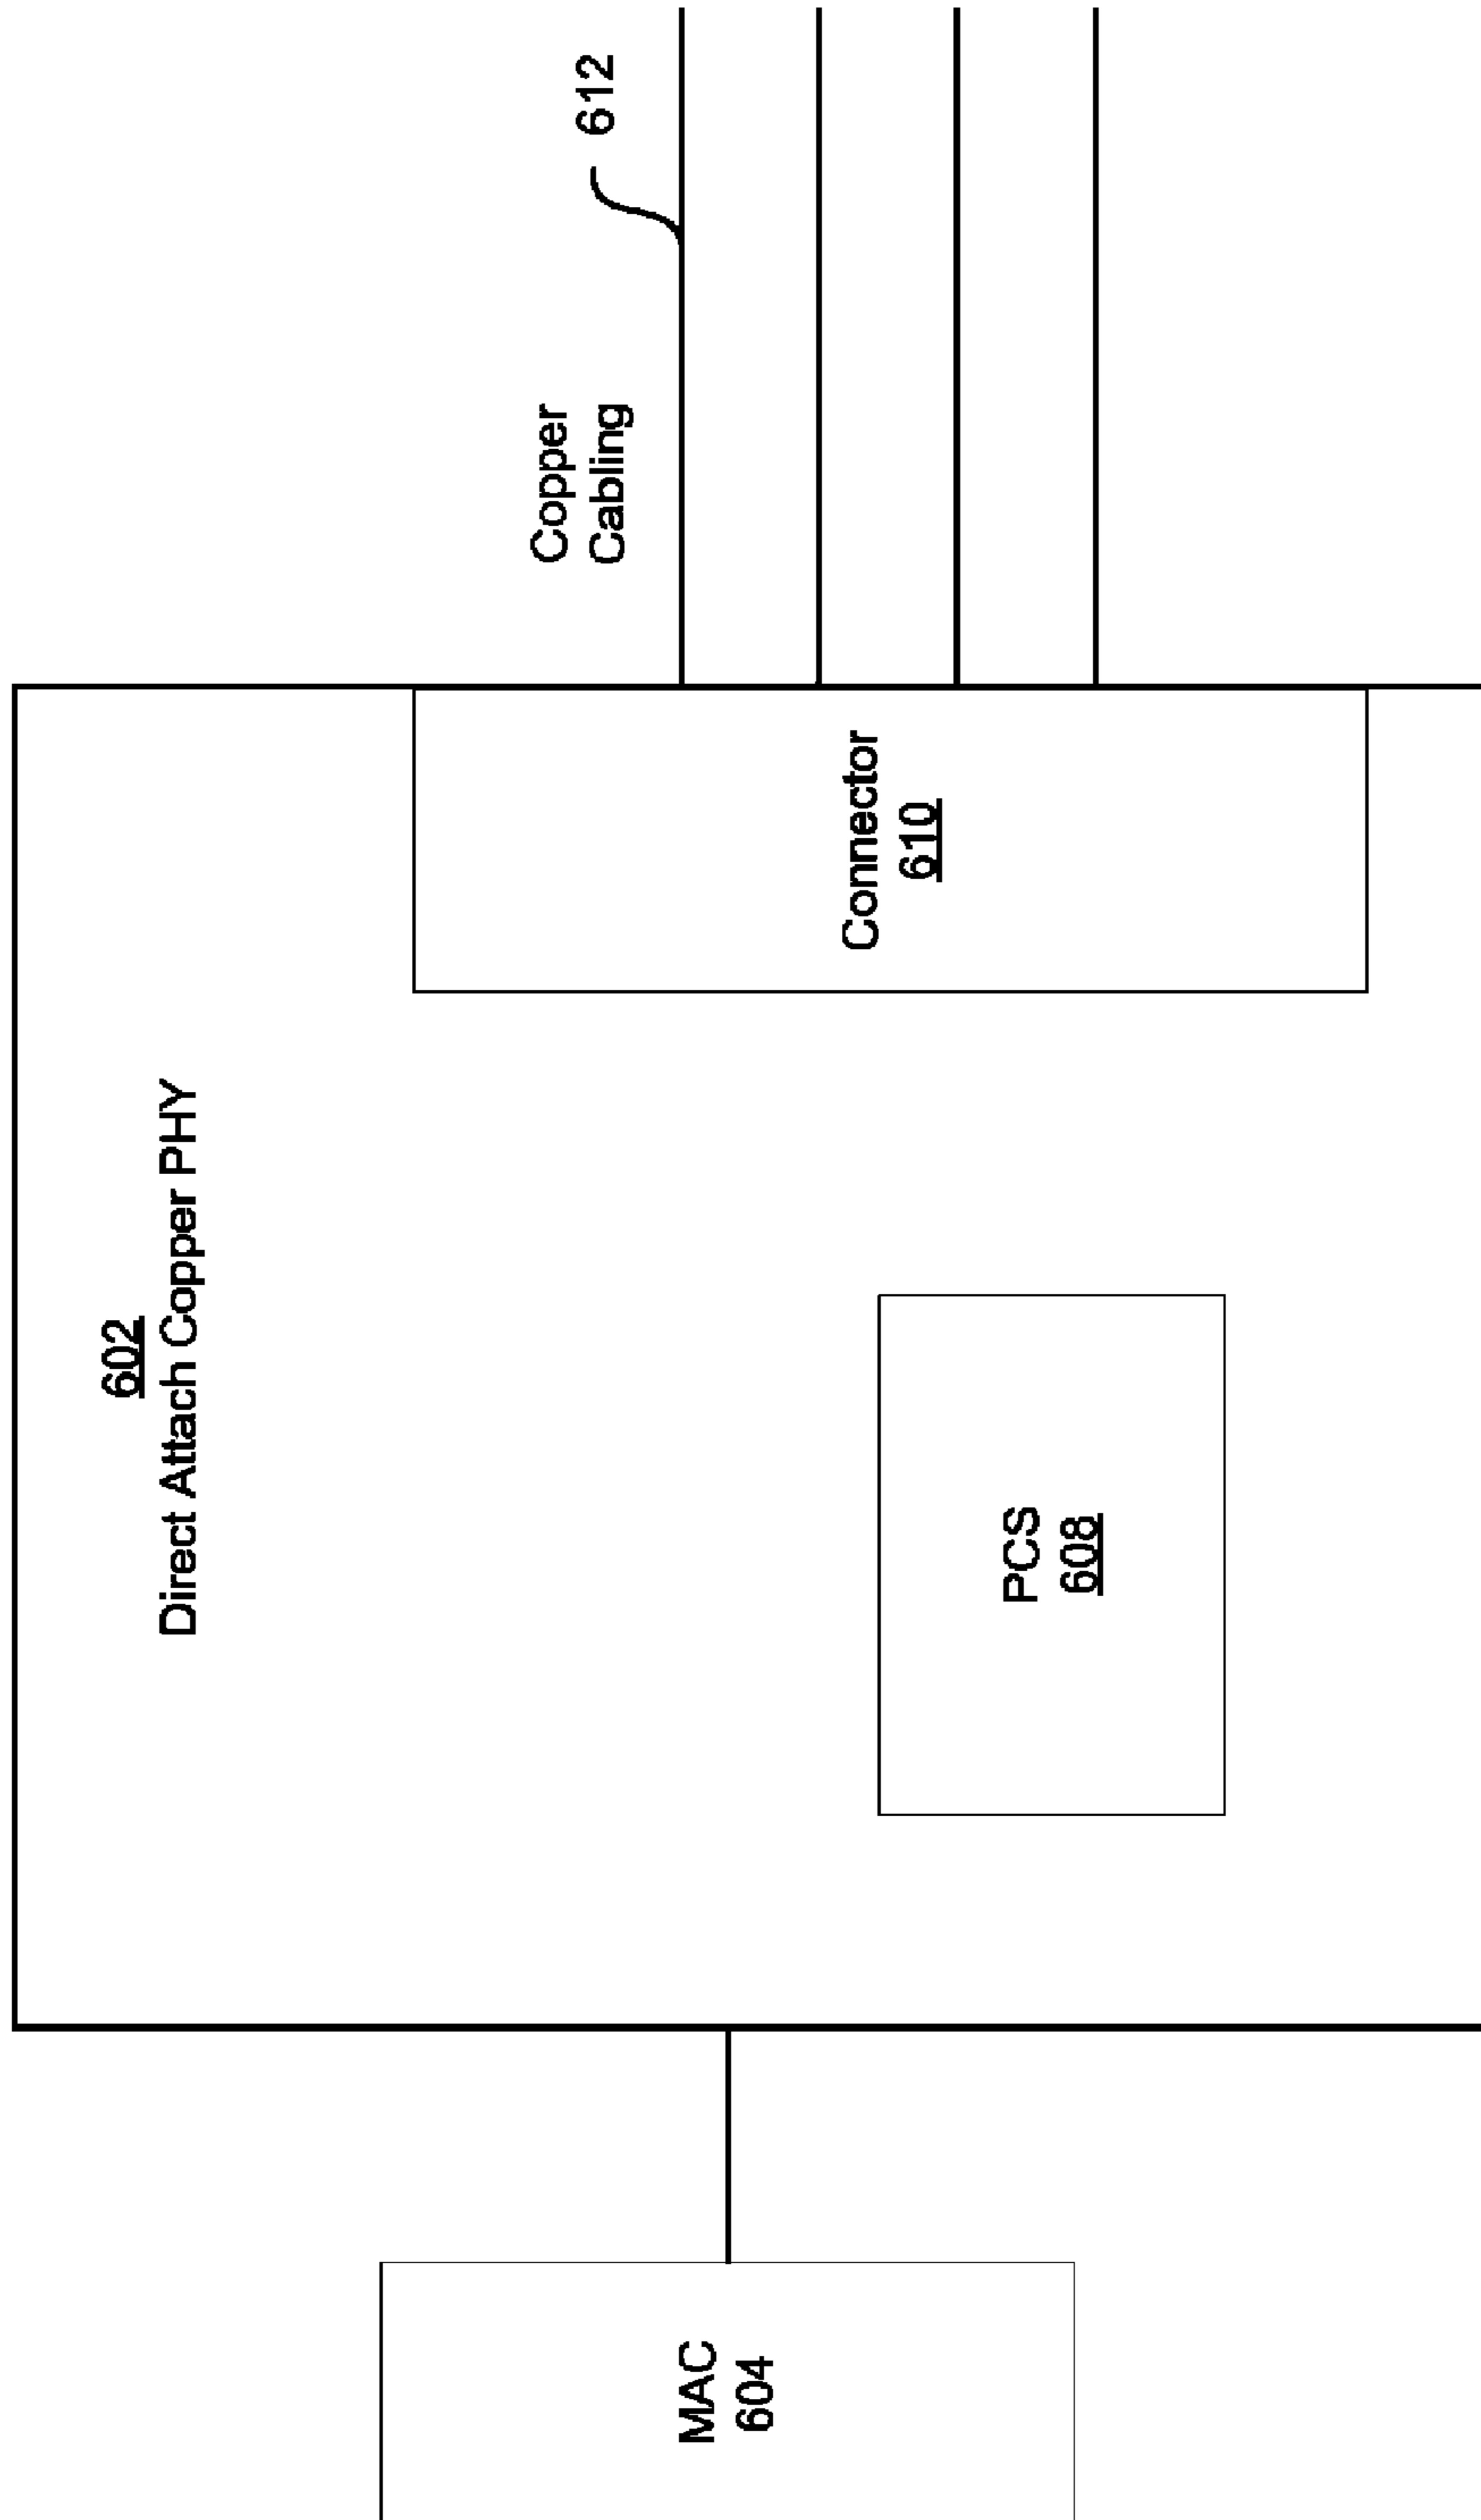 602
Direct Attach Copper PHY
Copper
Cabling
612
MAC
604
Connector
610
PCS
608